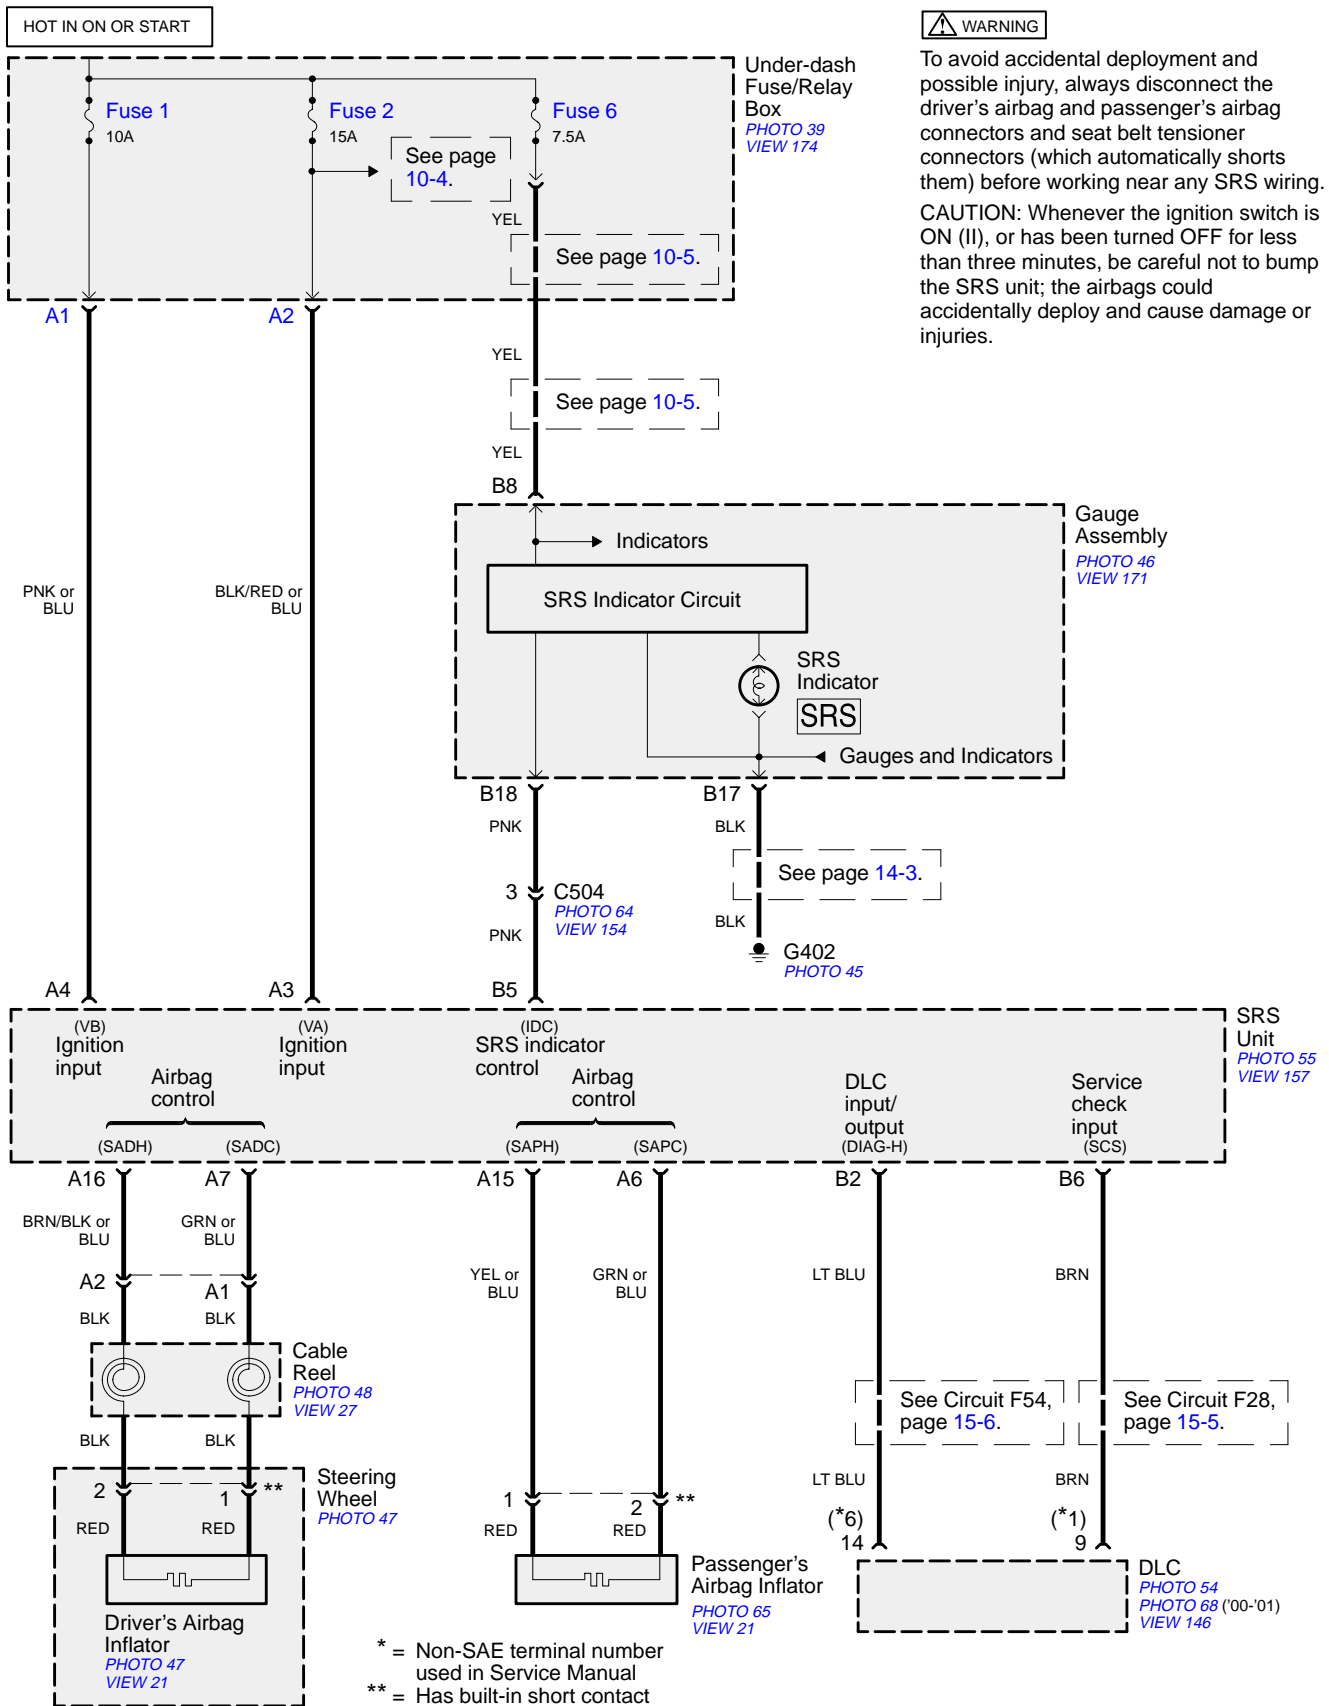 HOT IN ON OR START
WARNING
To avoid accidental deployment and
possible injury, always disconnect the
driver's airbag and passenger's airbag
connectors and seat belt tensioner
connectors (which automatically shorts
them) before working near any SRS wiring.
CAUTION: Whenever the ignition switch is
ON (II), or has been turned OFF for less
than three minutes, be careful not to bump
the SRS unit; the airbags could
accidentally deploy and cause damage or
injuries.
Under-dash
Fuse/Relay
Box
PHOTO 39
VIEW 174
Fuse 1
10A
Fuse 2
15A
Fuse 6
7.5A
See page
10-4.
YEL
See page 10-5.
A1
A2
YEL
See page 10-5.
YEL
B8
Gauge
Assembly
PHOTO 46
VIEW 171
Indicators
SRS Indicator Circuit
PNK or
BLU
BLK/RED or
BLU
SRS
Indicator
SRS
Gauges and Indicators
B18
B17
PNK
BLK
See page 14-3.
3
C504
PHOTO 64
VIEW 154
PNK
BLK
G402
PHOTO 45
A4
A3
B5
SRS
Unit
PHOTO 55
VIEW 157
(VB)
Ignition
input
(VA)
Ignition
input
(IDC)
SRS indicator
control
Airbag
control
Airbag
control
DLC
input/
output
(DIAG-H)
Service
check
input
(SCS)
(SADH)
(SADC)
(SAPH)
(SAPC)
A16
A7
A15
A6
B2
B6
BRN/BLK or
BLU
GRN or
BLU
YEL or
BLU
GRN or
BLU
LT BLU
BRN
A2
A1
BLK
BLK
Cable
Reel
PHOTO 48
VIEW 27
See Circuit F54,
page 15-6.
See Circuit F28,
page 15-5.
BLK
BLK
Steering
Wheel
PHOTO 47
2
1
**
RED
RED
1
2
**
RED
RED
LT BLU
BRN
(*6)
14
(*1)
9
Driver's Airbag
Inflator
PHOTO 47
VIEW 21
Passenger's
Airbag Inflator
PHOTO 65
VIEW 21
DLC
PHOTO 54
PHOTO 68 ('00-'01)
VIEW 146
* = Non-SAE terminal number
used in Service Manual
** = Has built-in short contact